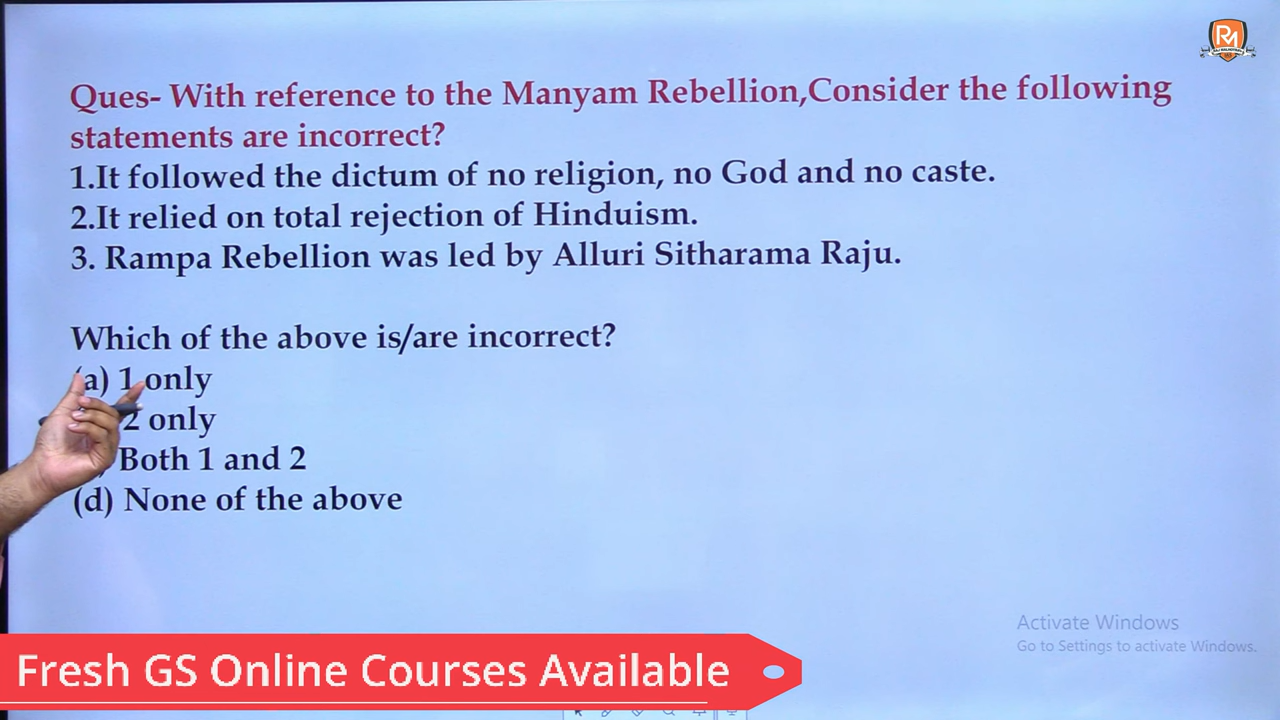 Ques- With reference to the Manyam Rebellion,Consider the following
statements are incorrect?
1.It followed the dictum of no religion, no God and no caste.
2.It relied on total rejection of Hinduism.
3. Rampa Rebellion was led by Alluri Sitharama Raju.
Which of the above is/are incorrect?
(a) 1 only
2 only
Both 1 and 2
(d) None of the above
Activate Windows
Go to Settings to activate Windows.
Fresh GS Online Courses Available
RM